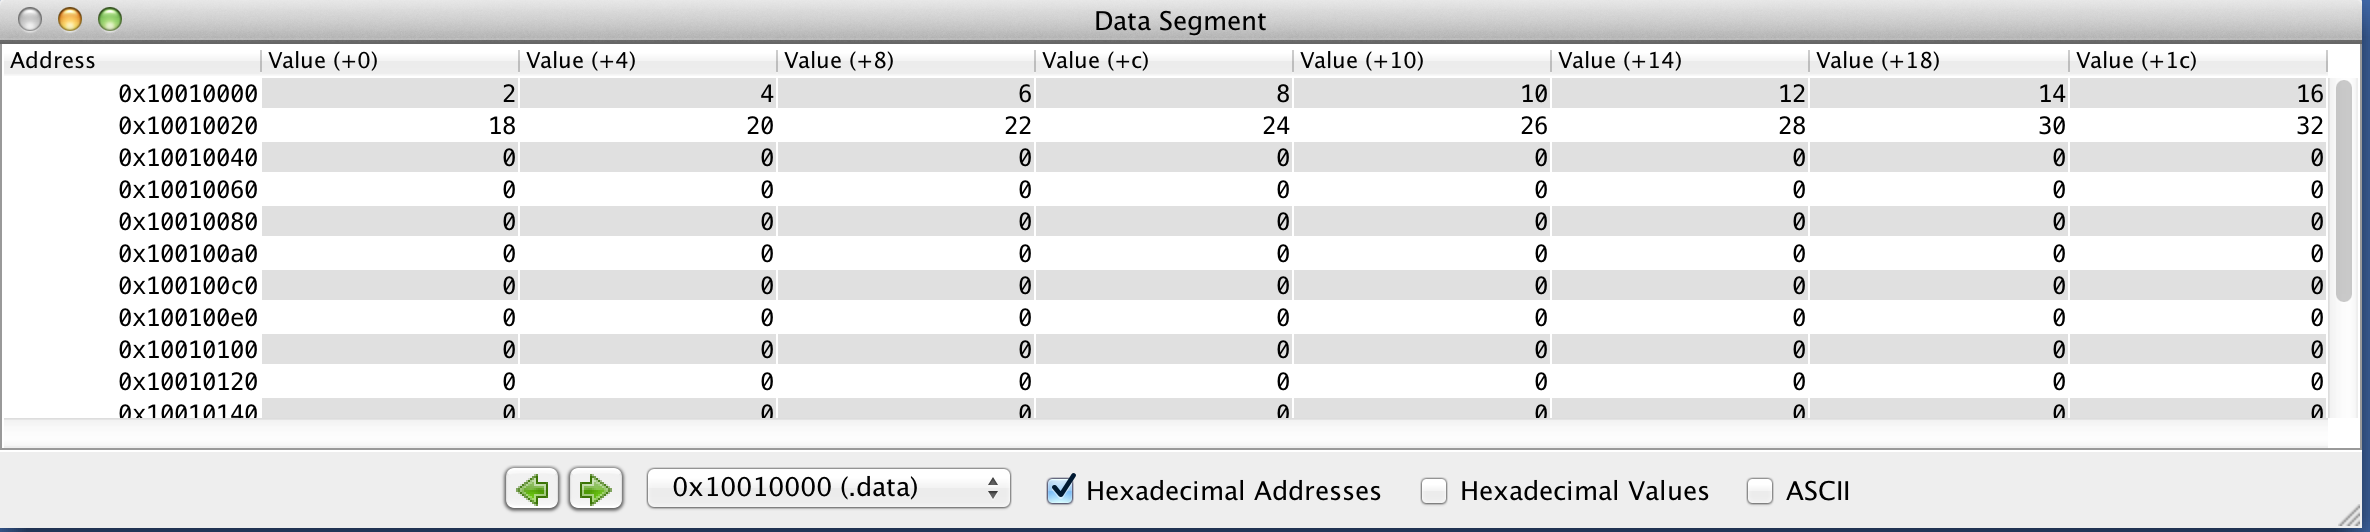 Data Segment
Address Value (+0) Value (+4) Value (+8) Value (+c) Value (+10) Value (+14) Value (+18) Value (+1c)
0x10010000 2 4 6 8 10 12 14 16
0x10010020 18 20 22 24 26 28 30 32
0x10010040 0 0 0 0 0 0 0 0
0x10010060 0 0 0 0 0 0 0 0
0x10010080 0 0 0 0 0 0 0 0
0x100100a0 0 0 0 0 0 0 0 0
0x100100c0 0 0 0 0 0 0 0 0
0x100100e0 0 0 0 0 0 0 0 0
0x10010100 0 0 0 0 0 0 0 0
0x10010120 0 0 0 0 0 0 0 0
0x10010140 0 0 0 0 0 0 0 0
0x10010000 (.data) Hexadecimal Addresses Hexadecimal Values ASCII